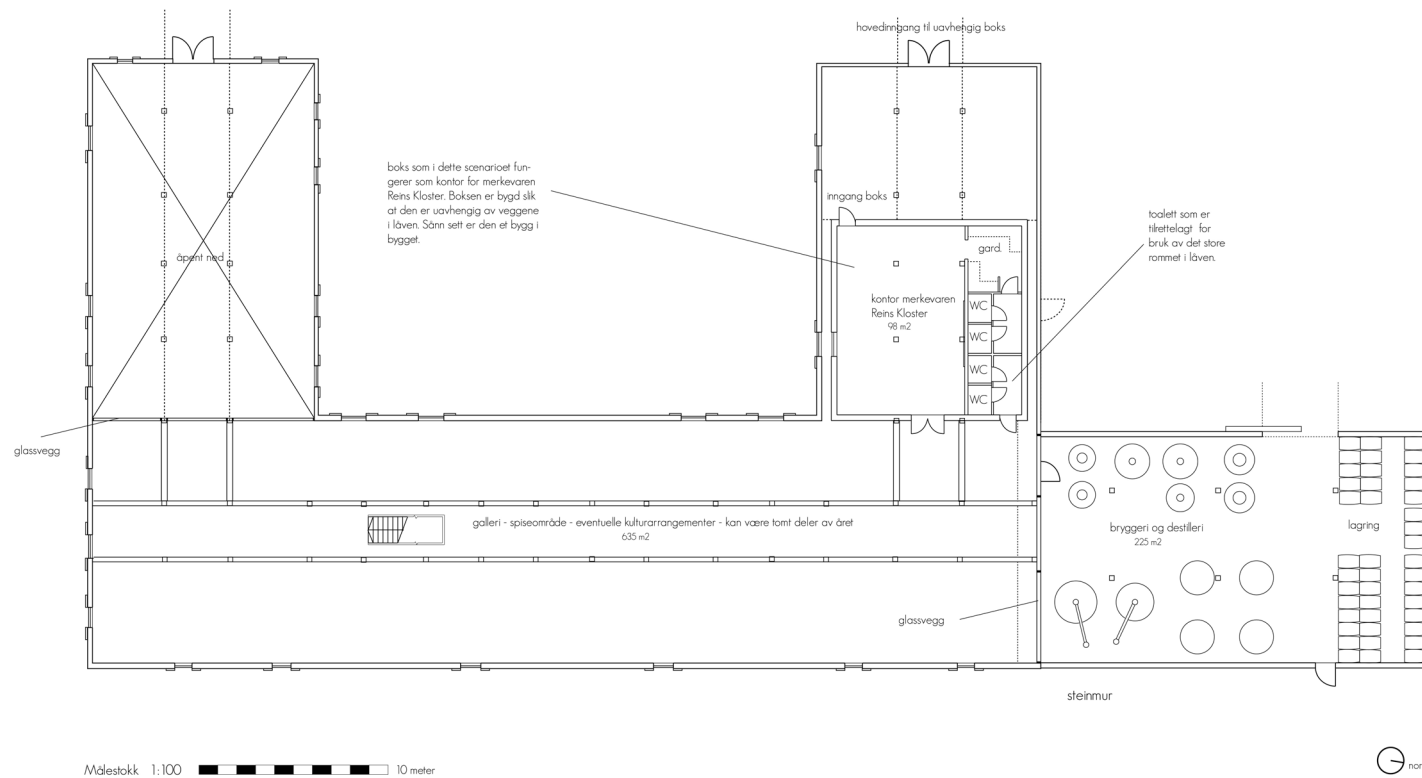 hovedinngang til uavhengig boks
boks som i dette scenarioet fun-
gerer som kontor for merkevaren
Reins Kloster. Boksen er bygd slik
at den er uavhengig av veggene
i låven. Sånn sett er den et bygg i
bygget.
inngang boks
toalett som er
tilrettelagt for
bruk av det store
rommet i låven.
åpent ned
gard.
kontor merkevaren
Reins Kloster
98 m2
WC
WC
WC
WC
glassvegg
galleri - spiseområde - eventuelle kulturarrangementer - kan være tomt deler av året
635 m2
bryggeri og destilleri
225 m2
lagring
glassvegg
steinmur
Målestokk 1:100
10 meter
nor